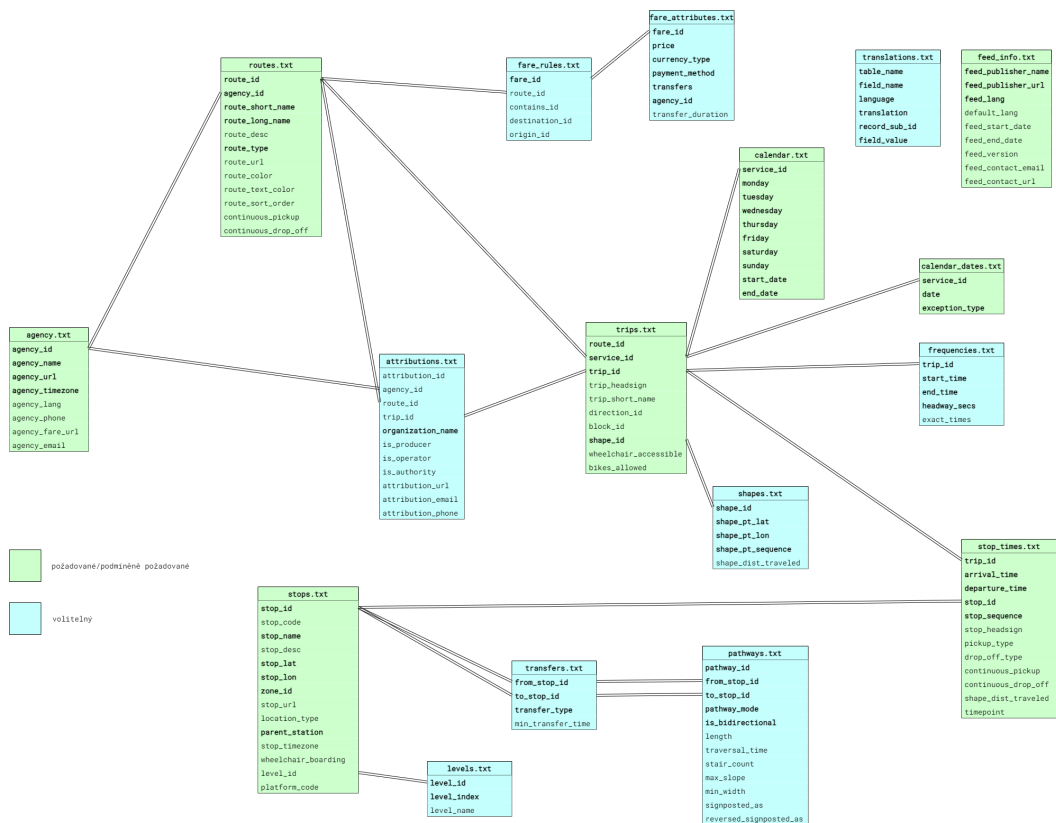 routes.txt
route_id
agency_id
route_short_name
route_long_name
route_desc
route_type
route_url
route_color
route_text_color
route_sort_order
continuous_pickup
continuous_drop_off
fare_rules.txt
fare_id
route_id
contains_id
destination_id
origin_id
fare_attributes.txt
fare_id
price
currency_type
payment_method
transfers
agency_id
transfer_duration
translations.txt
table_name
field_name
language
translation
record_sub_id
field_value
feed_info.txt
feed_publisher_name
feed_publisher_url
feed_lang
default_lang
feed_start_date
feed_end_date
feed_version
feed_contact_email
feed_contact_url
calendar.txt
service_id
monday
tuesday
wednesday
thursday
friday
saturday
sunday
start_date
end_date
calendar_dates.txt
service_id
date
exception_type
agency.txt
agency_id
agency_name
agency_url
agency_timezone
agency_lang
agency_phone
agency_fare_url
agency_email
attributions.txt
attribution_id
agency_id
route_id
trip_id
organization_name
is_producer
is_operator
is_authority
attribution_url
attribution_email
attribution_phone
trips.txt
route_id
service_id
trip_id
trip_headsign
trip_short_name
direction_id
block_id
shape_id
wheelchair_accessible
bikes_allowed
frequencies.txt
trip_id
start_time
end_time
headway_secs
exact_times
shapes.txt
shape_id
shape_pt_lat
shape_pt_lon
shape_pt_sequence
shape_dist_traveled
stop_times.txt
trip_id
arrival_time
departure_time
stop_id
stop_sequence
stop_headsign
pickup_type
drop_off_type
continuous_pickup
continuous_drop_off
shape_dist_traveled
timepoint
požadované/podmíněně požadované
volitelný
stops.txt
stop_id
stop_code
stop_name
stop_desc
stop_lat
stop_lon
zone_id
stop_url
location_type
parent_station
stop_timezone
wheelchair_boarding
level_id
platform_code
transfers.txt
from_stop_id
to_stop_id
transfer_type
min_transfer_time
pathways.txt
pathway_id
from_stop_id
to_stop_id
pathway_mode
is_bidirectional
length
traversal_time
stair_count
max_slope
min_width
signposted_as
reversed_signposted_as
levels.txt
level_id
level_index
level_name